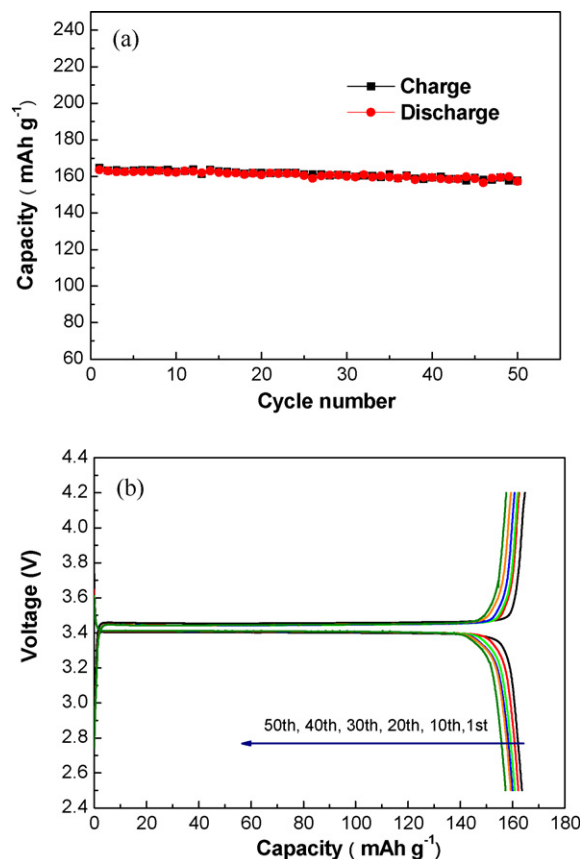 (a)
240
220
200
180
160
140
120
100
80
60
Capacity ( mAh g-1)
Charge
Discharge
0 10 20 30 40 50
Cycle number
(b)
4.4
4.2
4.0
3.8
3.6
3.4
3.2
3.0
2.8
2.6
2.4
Voltage (V)
50th, 40th, 30th, 20th, 10th,1st
0 20 40 60 80 100 120 140 160 180
Capacity ( mAh g-1)